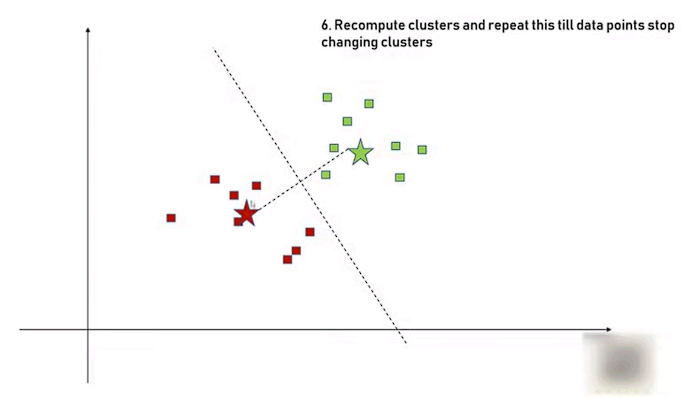 6. Recompute clusters and repeat this till data points stop
changing clusters